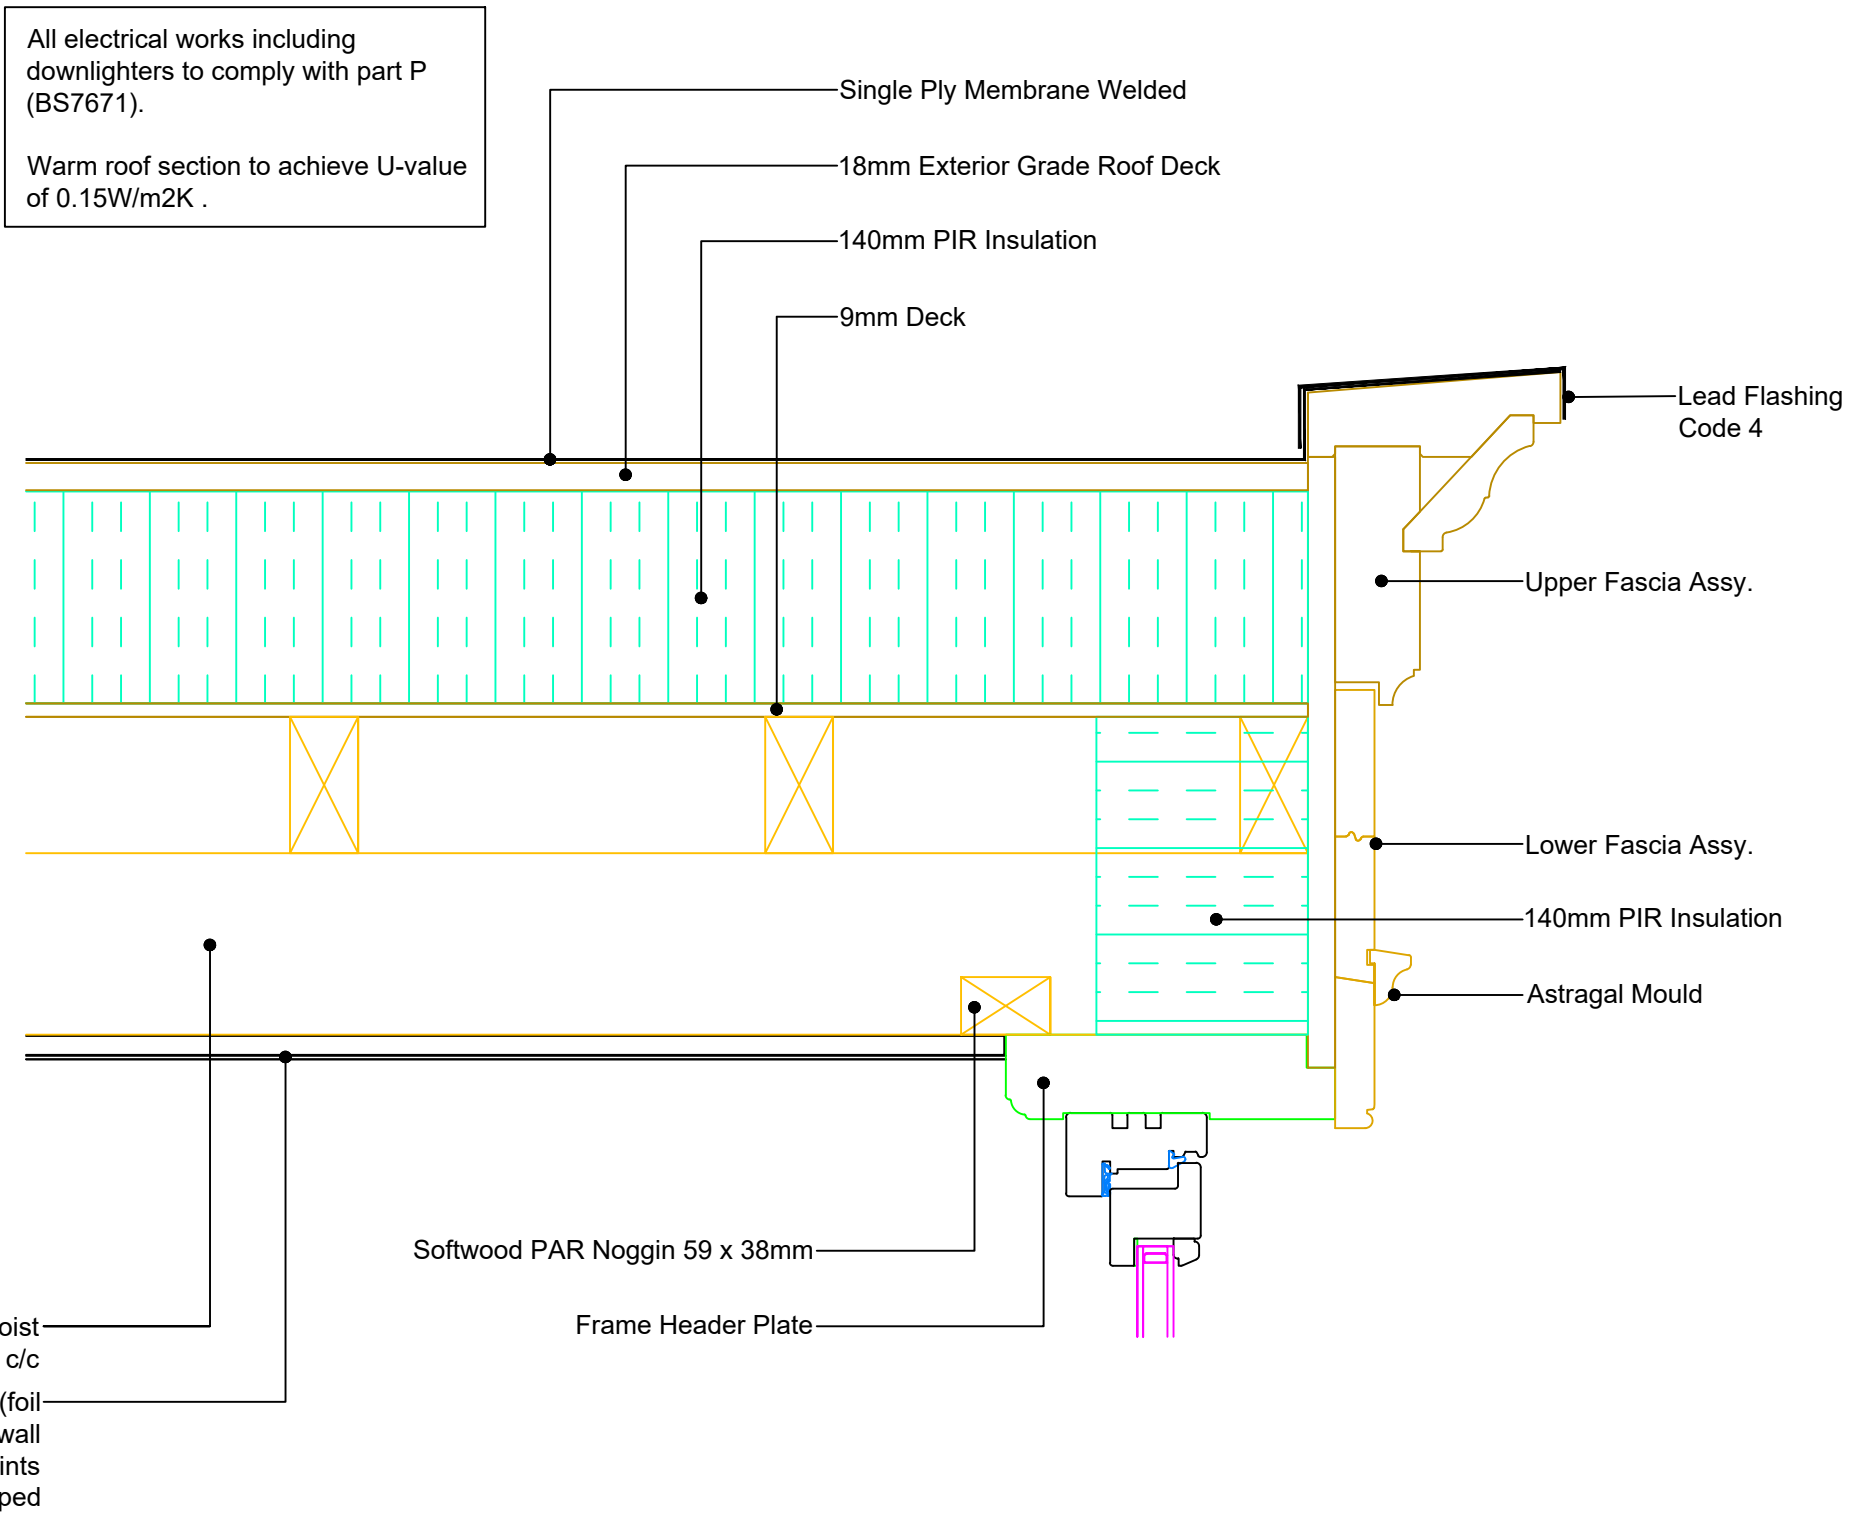 All electrical works including
downlighters to comply with part P
(BS7671).
Warm roof section to achieve U-value
of 0.15W/m2K .
Single Ply Membrane Welded
18mm Exterior Grade Roof Deck
140mm PIR Insulation
9mm Deck
Lead Flashing
Code 4
Upper Fascia Assy.
Lower Fascia Assy.
140mm PIR Insulation
Astragal Mould
Softwood PAR Noggin 59 x 38mm
Frame Header Plate
oist
c/c
(foil
wall
ints
ped